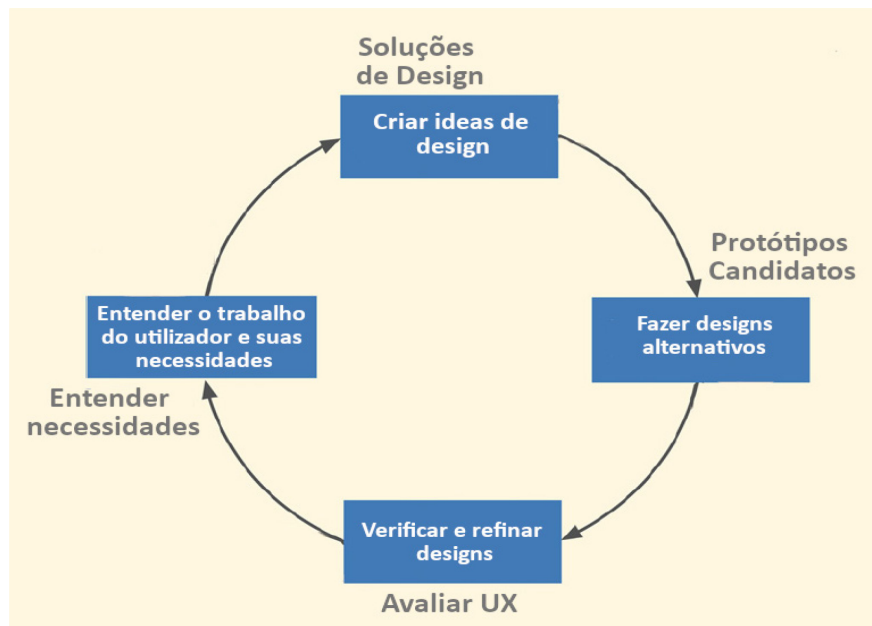 Soluções
de Design
Criar ideas de
design
Protótipos
Candidatos
Fazer designs
alternativos
Entender o trabalho
do utilizador e suas
necessidades
Entender
necessidades
Verificar e refinar
designs
Avaliar UX